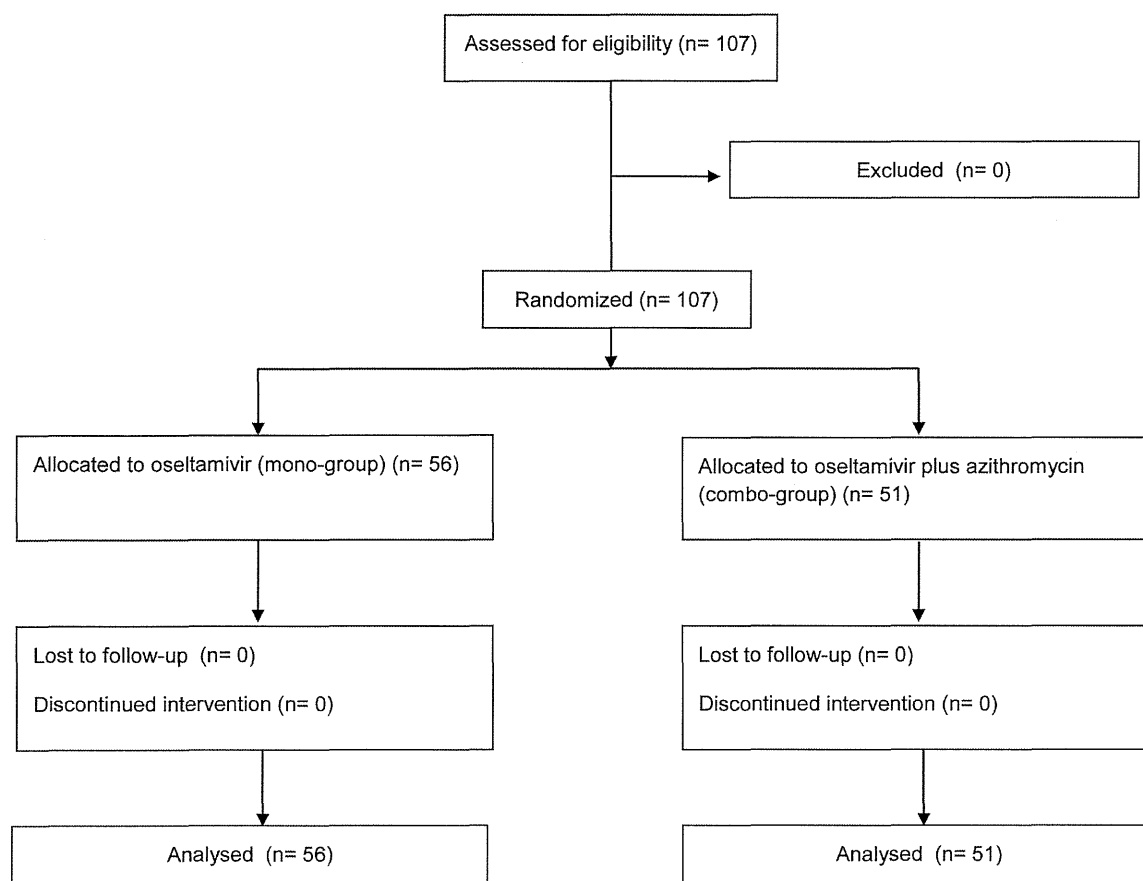 Assessed for eligibility (n= 107)
Excluded  (n= 0)
Randomized (n= 107)
Allocated to oseltamivir (mono-group) (n= 56)
Allocated to oseltamivir plus azithromycin
(combo-group) (n= 51)
Lost to follow-up  (n= 0)
Discontinued intervention (n= 0)
Lost to follow-up (n= 0)
Discontinued intervention (n= 0)
Analysed  (n= 56)
Analysed  (n= 51)